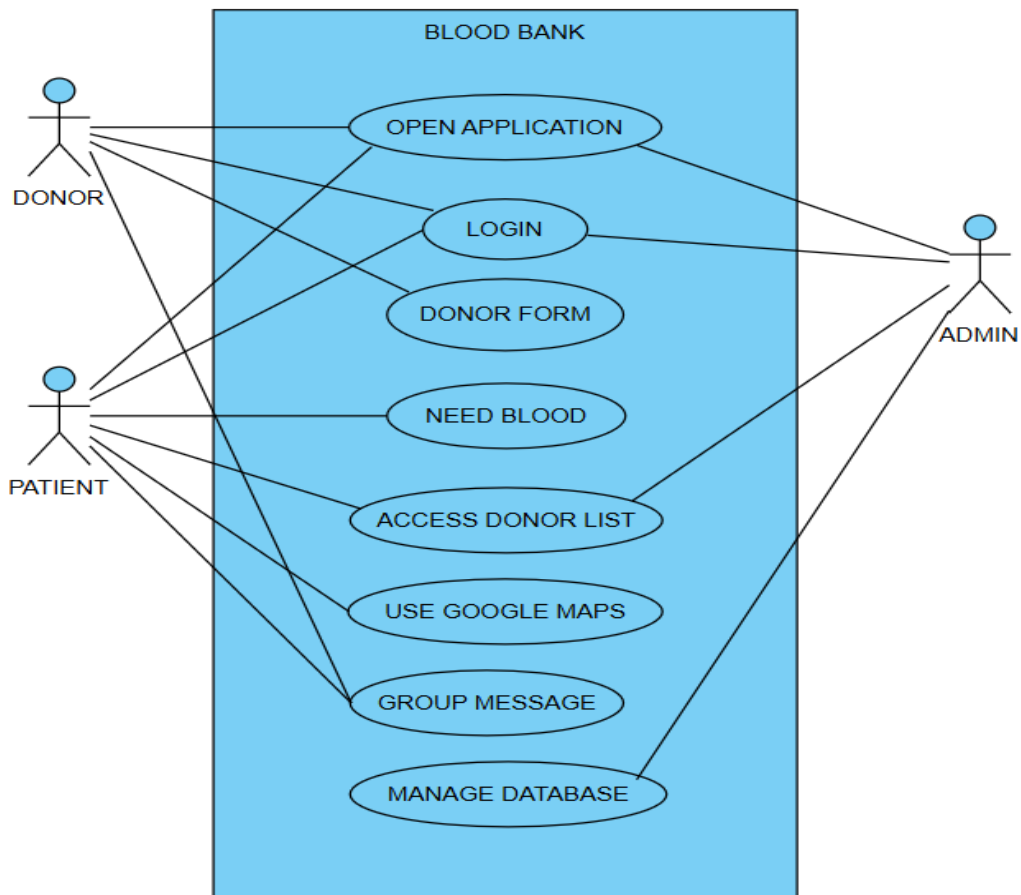 BLOOD BANK
OPEN APPLICATION
DONOR
LOGIN
DONOR FORM
ADMIN
NEED BLOOD
PATIENT
ACCESS DONOR LIST
USE GOOGLE MAPS
GROUP MESSAGE
MANAGE DATABASE